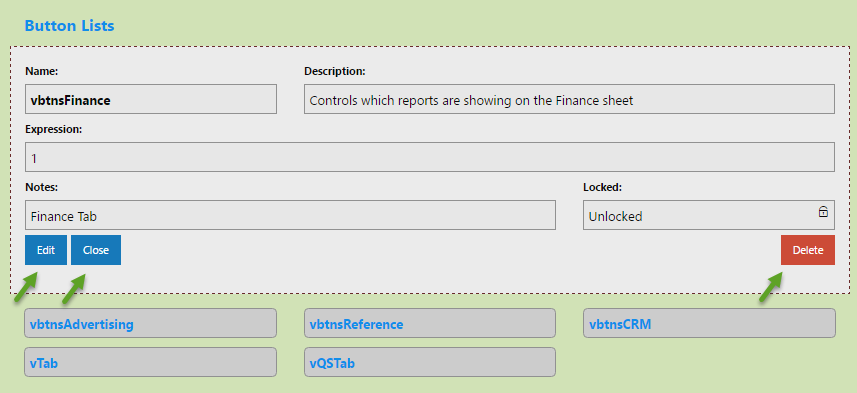 Button Lists
Name: Description:
vbtnsFinance Controls which reports are showing on the Finance sheet
Expression:
1
Notes: Locked:
Finance Tab Unlocked
Edit Close Delete
vbtnsAdvertising vbtnsReference vbtnsCRM
vTab vQSTab